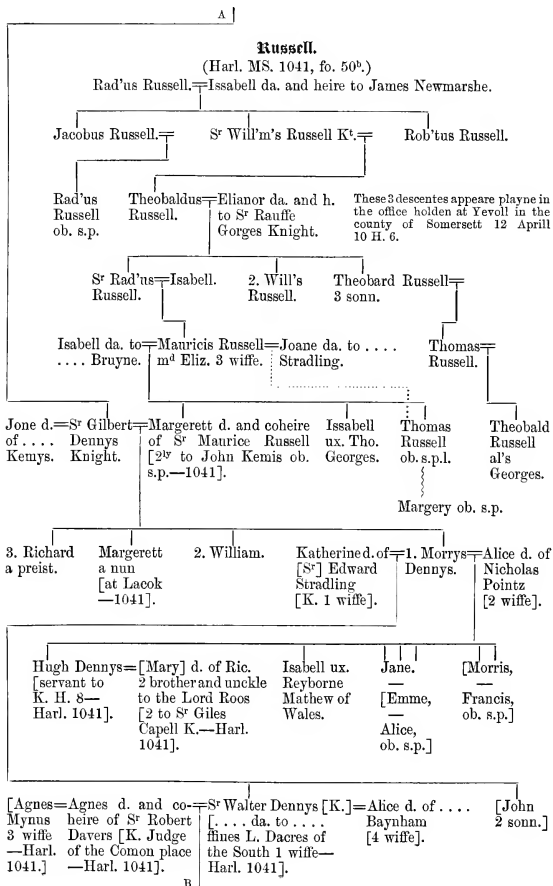 A
Russell.
(Harl. MS. 1041, fo. 50b.)
Rad'us Russell.=Issabell da. and heire to James Newmarshe.
Jacobus Russell.= Sr Will'm's Russell Kt.= Rob'tus Russell.
Rad'us
Russell
ob. s.p.
Theobaldus=Elianor da. and h.
Russell. to Sr Rauffe
Gorges Knight.
These 3 descentes appeare playne in
the office holden at Yevoll in the
county of Somersett 12 Aprill
10 H. 6.
Sr Rad'us=Isabell.
Russell.
2. Will's
Russell.
Theobard Russell=
3 sonn.
Isabell da. to=Mauricis Russell=Joane da. to . . . .
. . . . Bruyne. md Eliz. 3 wiffe. Stradling.
Thomas=
Russell.
Jone d.=Sr Gilbert=Margerett d. and coheire
of . . . . Dennys of Sr Maurice Russell
Kemys. Knight. [2ly to John Kemis ob.
s.p.—1041].
Issabell
ux. Tho.
Georges.
Thomas
Russell
ob. s.p.l.
Theobald
Russell
al's
Georges.
Margery ob. s.p.
3. Richard
a preist.
Margerett
a nun
[at Lacok
—1041].
2. William.
Katherine d. of=1. Morrys=Alice d. of
[Sr] Edward Dennys. Nicholas
Stradling Pointz
[K. 1 wiffe]. [2 wiffe].
Hugh Dennys=[Mary] d. of Ric.
[servant to 2 brother and unckle
K. H. 8— to the Lord Roos
Harl. 1041]. [2 to Sr Giles
Capell K.—Harl.
1041].
Isabell ux.
Reyborne
Mathew of
Wales.
Jane.
—
[Emme,
—
Alice,
ob. s.p.]
[Morris,
—
Francis,
ob. s.p.]
[Agnes=Agnes d. and co-=Sr Walter Dennys [K.]=Alice d. of . . . .
Mynus heire of Sr Robert [. . . . da. to . . . . Baynham
3 wiffe Davers [K. Judge ffines L. Dacres of [4 wiffe].
—Harl. of the Comon place the South 1 wiffe—
1041.] —Harl. 1041]. Harl. 1041].
[John
2 sonn.]
B